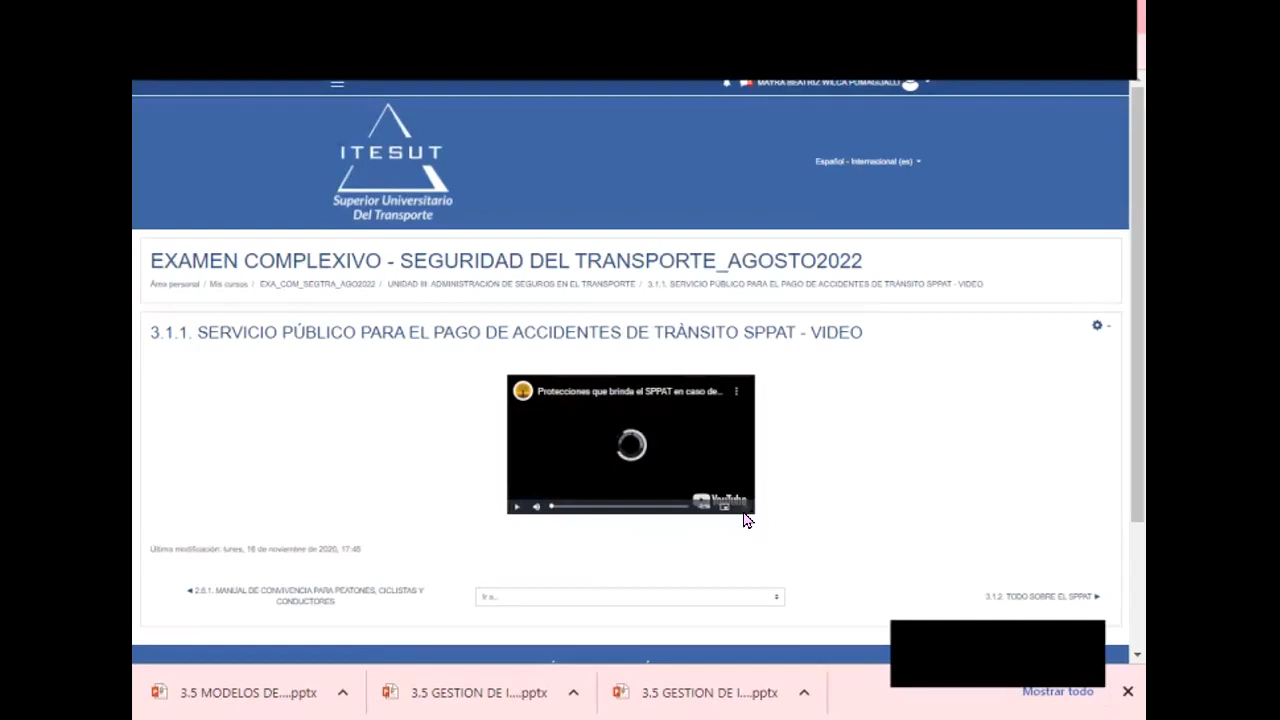 MAYRA BEATRIZ WILCA PUMAGUALLI
ITESUT
Superior Universitario
Del Transporte
Español - Internacional (es)
EXAMEN COMPLEXIVO - SEGURIDAD DEL TRANSPORTE_AGOSTO2022
Área personal / Mis cursos / EXA_COM_SEGTRA_AGO2022 / UNIDAD III: ADMINISTRACIÓN DE SEGUROS EN EL TRANSPORTE / 3.1.1. SERVICIO PÚBLICO PARA EL PAGO DE ACCIDENTES DE TRÀNSITO SPPAT - VIDEO
3.1.1. SERVICIO PÚBLICO PARA EL PAGO DE ACCIDENTES DE TRÀNSITO SPPAT - VIDEO
Protecciones que brinda el SPPAT en caso de...
YouTube
Última modificación: lunes, 16 de noviembre de 2020, 17:46
◄ 2.6.1. MANUAL DE CONVIVENCIA PARA PEATONES, CICLISTAS Y
CONDUCTORES
Ir a...
3.1.2. TODO SOBRE EL SPPAT ►
3.5 MODELOS DE....pptx
3.5 GESTION DE I....pptx
3.5 GESTION DE I....pptx
Mostrar todo